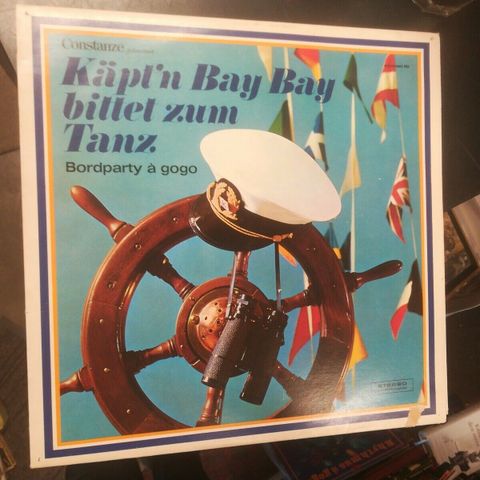 Constanze
Käpt'n Bay Bay
bittet zum
Tanz
Bordparty à gogo
STEREO